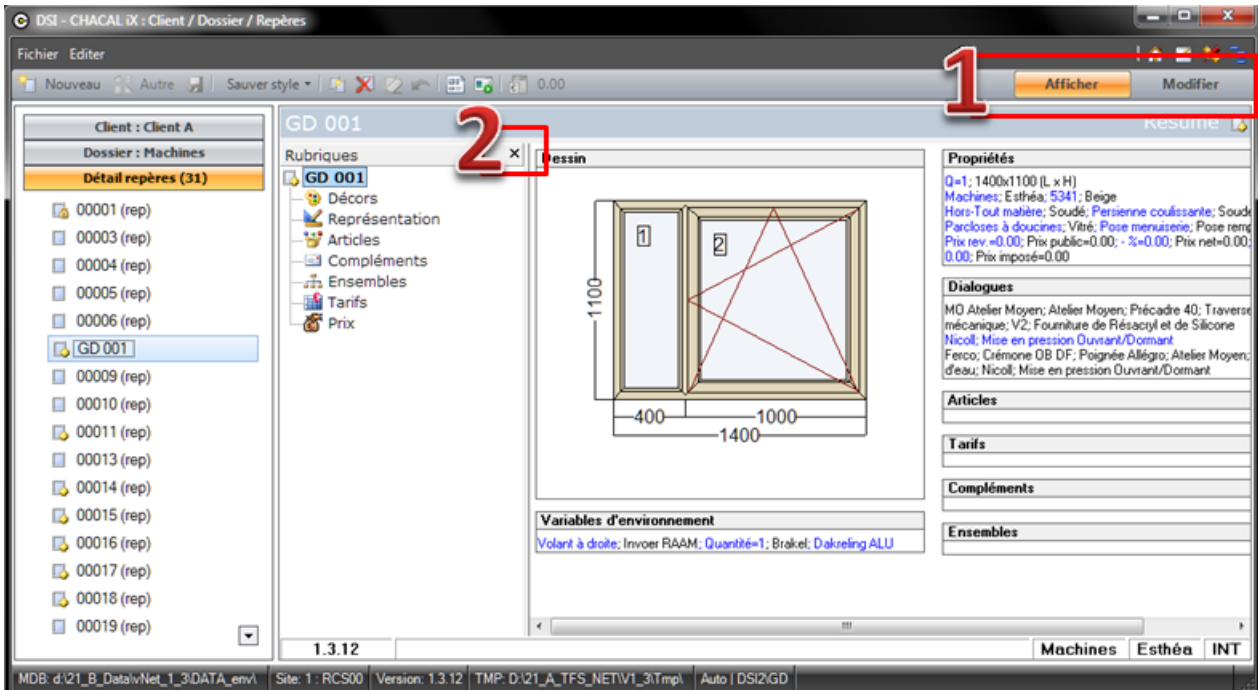 DSI - CHACAL iX : Client / Dossier / Repères
Fichier Editer
Nouveau Autre Sauver style 0.00 Afficher Modifier
1
2
Client : Client A
Dossier : Machines
Détail repères (31)
00001 (rep)
00003 (rep)
00004 (rep)
00005 (rep)
00006 (rep)
GD 001
00009 (rep)
00010 (rep)
00011 (rep)
00013 (rep)
00014 (rep)
00015 (rep)
00016 (rep)
00017 (rep)
00018 (rep)
00019 (rep)
GD 001 Résumé
Rubriques
GD 001
Décors
Représentation
Articles
Compléments
Ensembles
Tarifs
Prix
Dessin
1
2
1100
400 1000
1400
Variables d'environnement
Volant à droite; Invoer RAAM; Quantité=1; Brakel; Dakreling ALU
Propriétés
Q=1; 1400x1100 (L x H)
Machines; Esthéa; 5341; Beige
Hors-Tout matière; Soudé; Persienne coulissante; Soudé
Parcloses à doucines; Vitré; Pose menuiserie; Pose remp
Prix rev.=0.00; Prix public=0.00; - %=0.00; Prix net=0.00;
0.00; Prix imposé=0.00
Dialogues
MO Atelier Moyen; Atelier Moyen; Précadre 40; Traverse
mécanique; V2; Fourniture de Résacryl et de Silicone
Nicoll; Mise en pression Ouvrant/Dormant
Ferco; Crémone OB DF; Poignée Allégro; Atelier Moyen;
d'eau; Nicoll; Mise en pression Ouvrant/Dormant
Articles
Tarifs
Compléments
Ensembles
1.3.12 Machines Esthéa INT
MDB: d:\21_B_Data\vNet_1_3\DATA_env\ Site: 1 : RCS00 Version: 1.3.12 TMP: D:\21_A_TFS_NET\V1_3\Tmp\ Auto | DSI2\GD